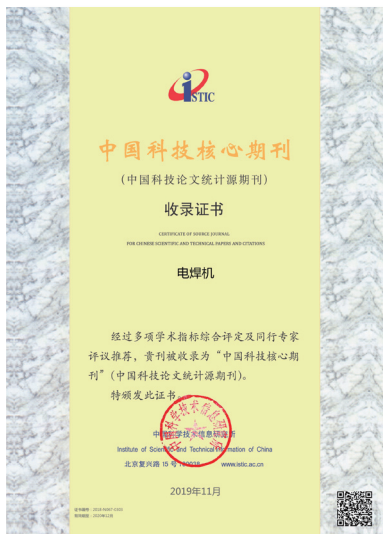 ISTIC
中国科技核心期刊
(中国科技论文统计源期刊)
收录证书
CERTIFICATE OF SOURCE JOURNAL
FOR CHINESE SCIENTIFIC AND TECHNICAL PAPERS AND CITATIONS
电焊机
经过多项学术指标综合评定及同行专家
评议推荐，贵刊被收录为“中国科技核心期
刊”(中国科技论文统计源期刊)。
特颁发此证书。
中国科学技术信息研究所
Institute of Scientific and Technical Information of China
北京复兴路 15 号 100038 www.istic.ac.cn
2019年11月